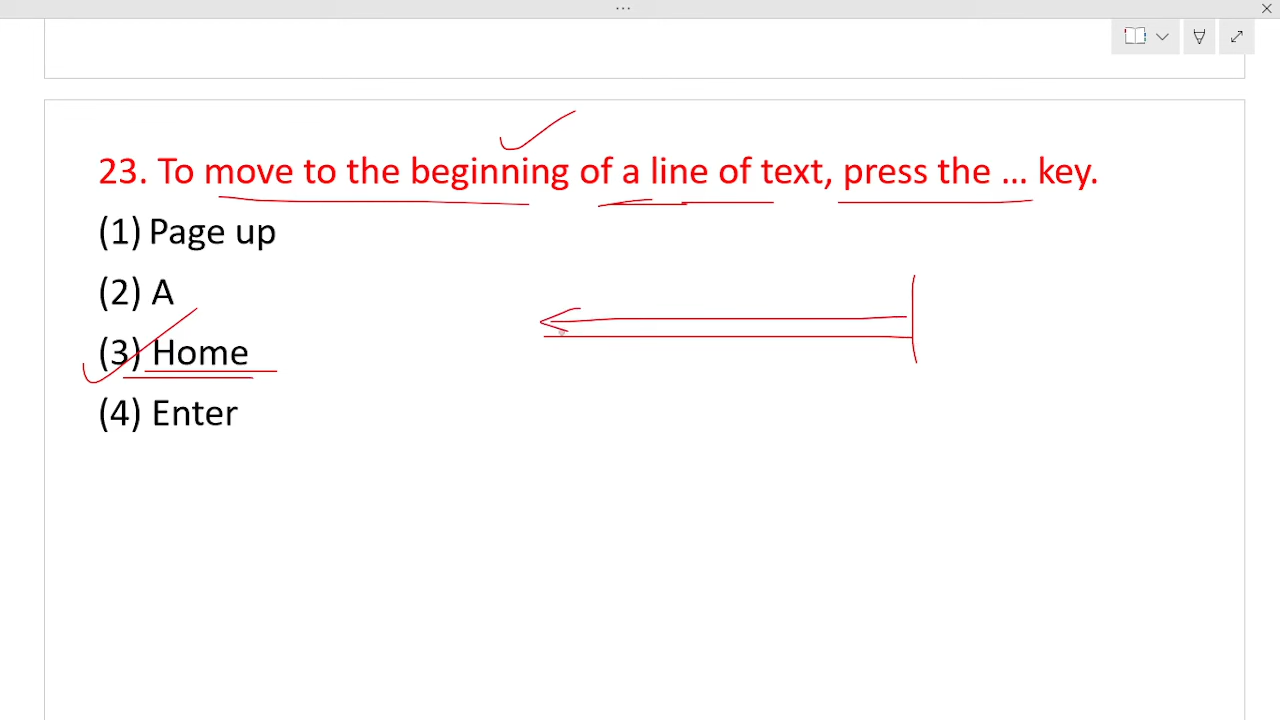 23. To move to the beginning of a line of text, press the ... key.
(1) Page up
(2) A
(3) Home
(4) Enter